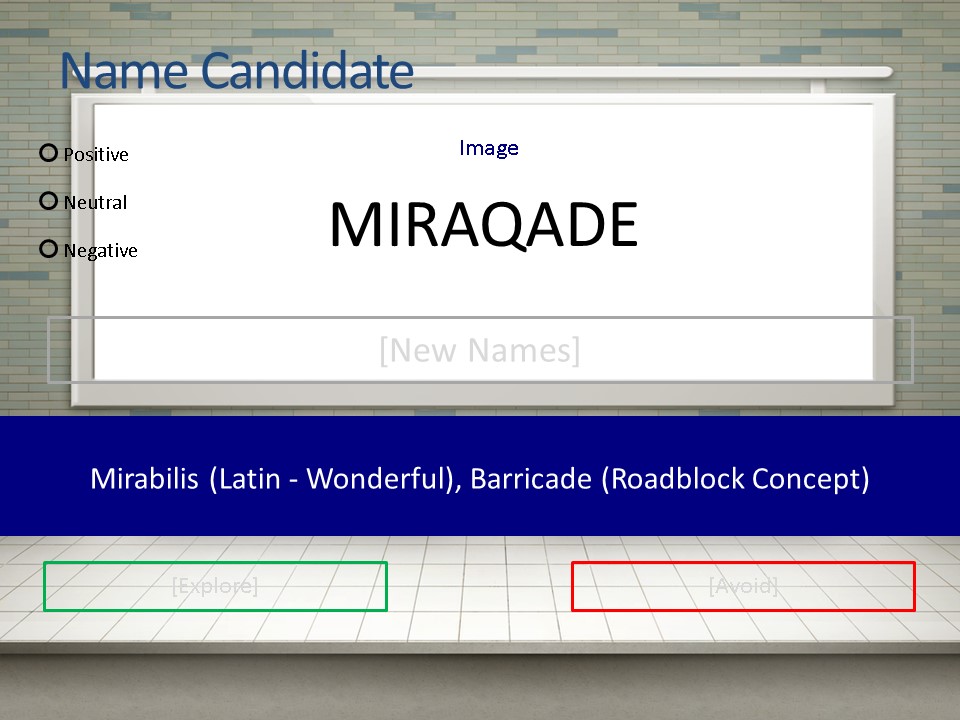 Name Candidate
Positive
Neutral
Negative
Image
MIRAQADE
[New Names]
Mirabilis (Latin - Wonderful), Barricade (Roadblock Concept)
[Explore]
[Avoid]